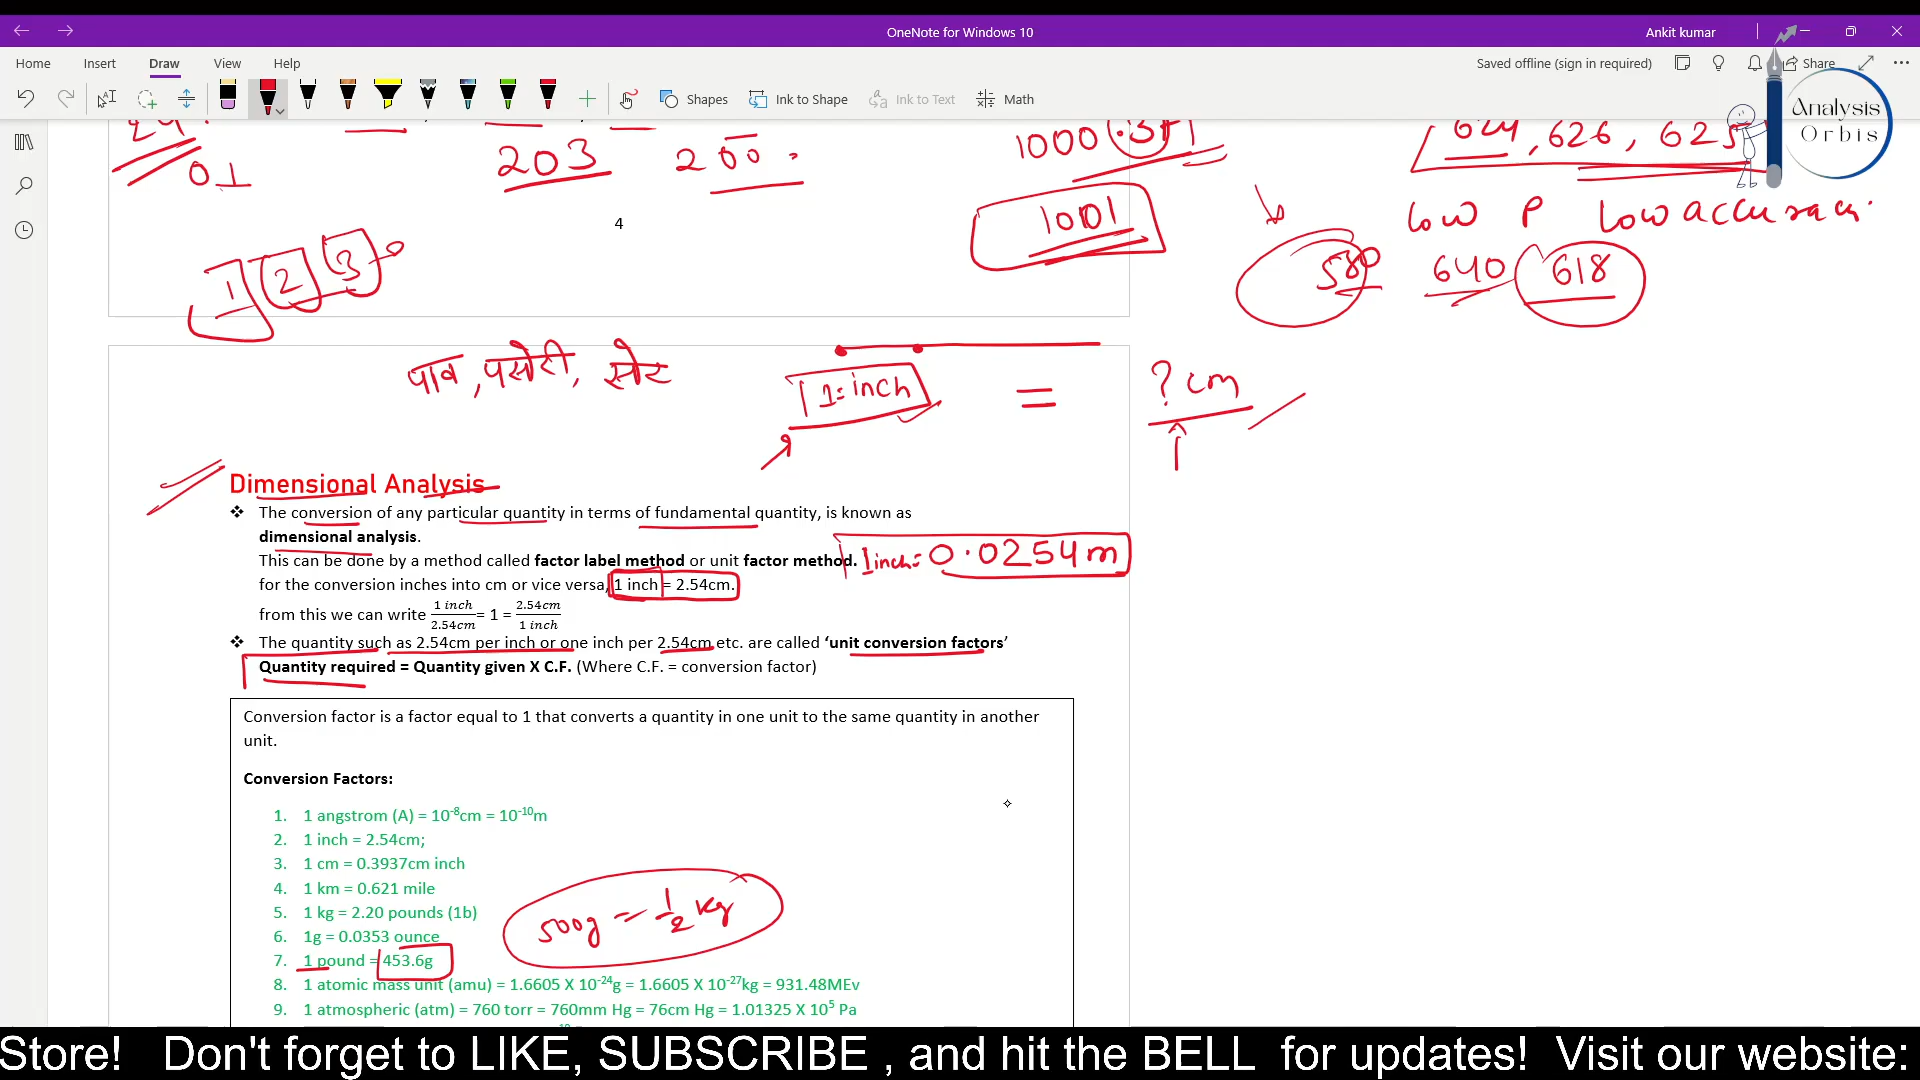 OneNote for Windows 10
Ankit kumar
Home Insert Draw View Help
Saved offline (sign in required)
Share
Shapes
Ink to Shape
Ink to Text
Math
Analysis
Orbis
203 200
1000
624, 626, 625
01
4
1001
low P low accuracy
1 2 3
580 640 618
पाव, पसेरी, सेर
1 inch = ? cm
Dimensional Analysis
❖ The conversion of any particular quantity in terms of fundamental quantity, is known as
dimensional analysis.
This can be done by a method called factor label method or unit factor method.
1 inch = 0.0254 m
for the conversion inches into cm or vice versa, 1 inch = 2.54cm.
from this we can write 1 inch/2.54cm = 1 = 2.54cm/1 inch
❖ The quantity such as 2.54cm per inch or one inch per 2.54cm etc. are called ‘unit conversion factors’
Quantity required = Quantity given X C.F. (Where C.F. = conversion factor)
Conversion factor is a factor equal to 1 that converts a quantity in one unit to the same quantity in another
unit.
Conversion Factors:
1. 1 angstrom (A) = 10⁻⁸cm = 10⁻¹⁰m
2. 1 inch = 2.54cm;
3. 1 cm = 0.3937cm inch
4. 1 km = 0.621 mile
5. 1 kg = 2.20 pounds (1b)
6. 1g = 0.0353 ounce
500g = 1/2 kg
7. 1 pound = 453.6g
8. 1 atomic mass unit (amu) = 1.6605 X 10⁻²⁴g = 1.6605 X 10⁻²⁷kg = 931.48MEv
9. 1 atmospheric (atm) = 760 torr = 760mm Hg = 76cm Hg = 1.01325 X 10⁵ Pa
Store! Don't forget to LIKE, SUBSCRIBE , and hit the BELL for updates! Visit our website: